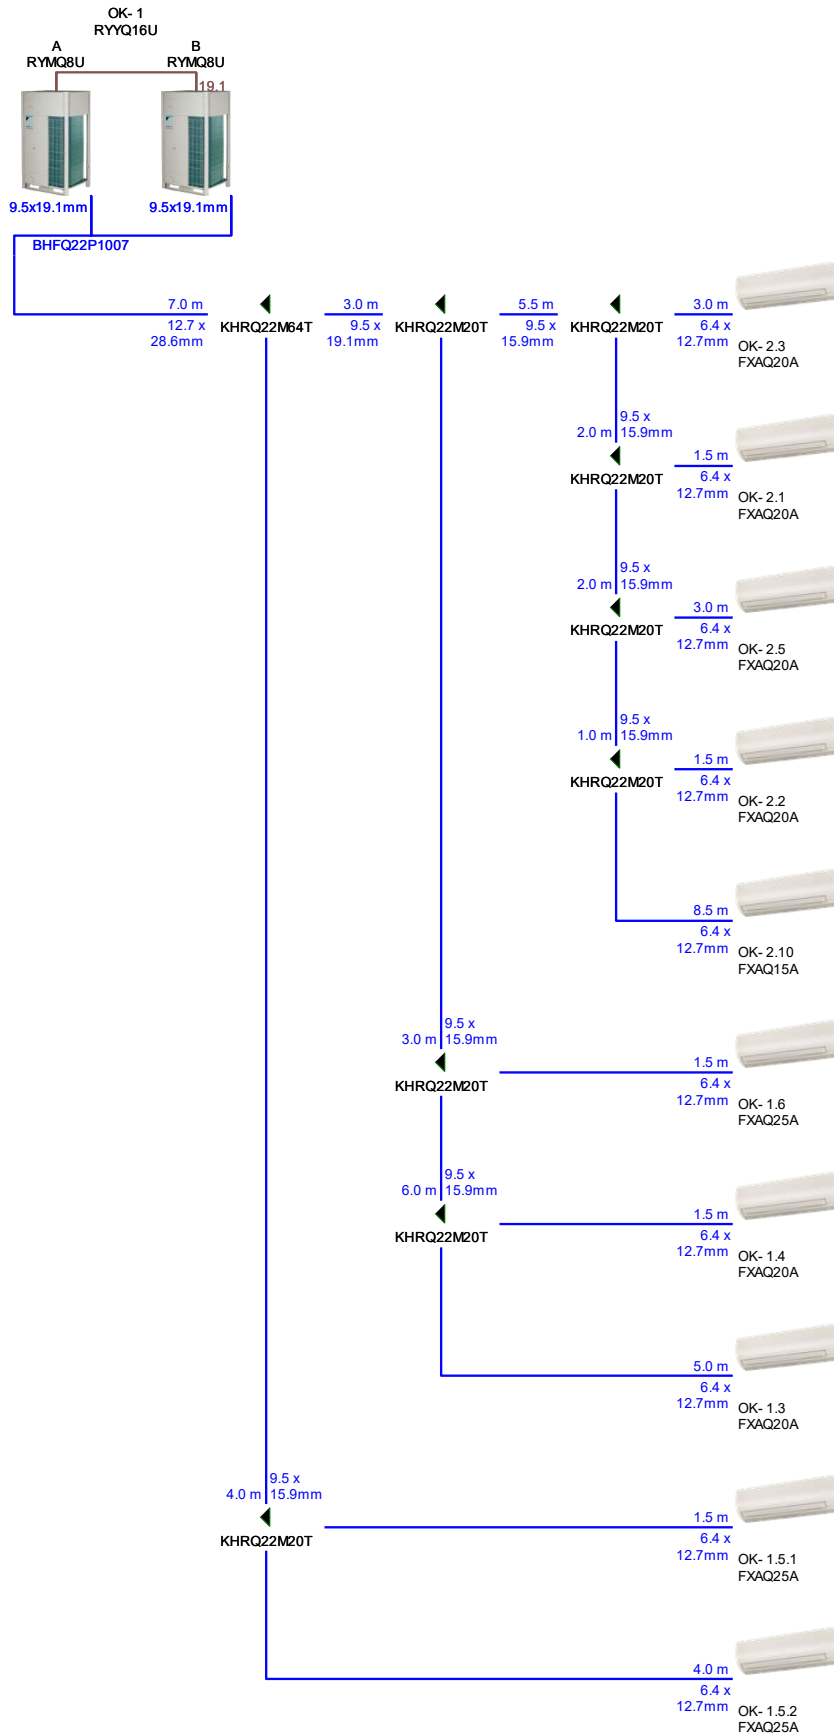 OK- 1
RYYQ16U
A
RYMQ8U
B
RYMQ8U
19.1
9.5x19.1mm
9.5x19.1mm
BHFQ22P1007
7.0 m
12.7 x
28.6mm
KHRQ22M64T
3.0 m
9.5 x
19.1mm
KHRQ22M20T
5.5 m
9.5 x
15.9mm
KHRQ22M20T
3.0 m
6.4 x
12.7mm
OK- 2.3
FXAQ20A
9.5 x
2.0 m 15.9mm
KHRQ22M20T
1.5 m
6.4 x
12.7mm
OK- 2.1
FXAQ20A
9.5 x
2.0 m 15.9mm
KHRQ22M20T
3.0 m
6.4 x
12.7mm
OK- 2.5
FXAQ20A
9.5 x
1.0 m 15.9mm
KHRQ22M20T
1.5 m
6.4 x
12.7mm
OK- 2.2
FXAQ20A
8.5 m
6.4 x
12.7mm
OK- 2.10
FXAQ15A
9.5 x
3.0 m 15.9mm
KHRQ22M20T
1.5 m
6.4 x
12.7mm
OK- 1.6
FXAQ25A
9.5 x
6.0 m 15.9mm
KHRQ22M20T
1.5 m
6.4 x
12.7mm
OK- 1.4
FXAQ20A
5.0 m
6.4 x
12.7mm
OK- 1.3
FXAQ20A
9.5 x
4.0 m 15.9mm
KHRQ22M20T
1.5 m
6.4 x
12.7mm
OK- 1.5.1
FXAQ25A
4.0 m
6.4 x
12.7mm
OK- 1.5.2
FXAQ25A